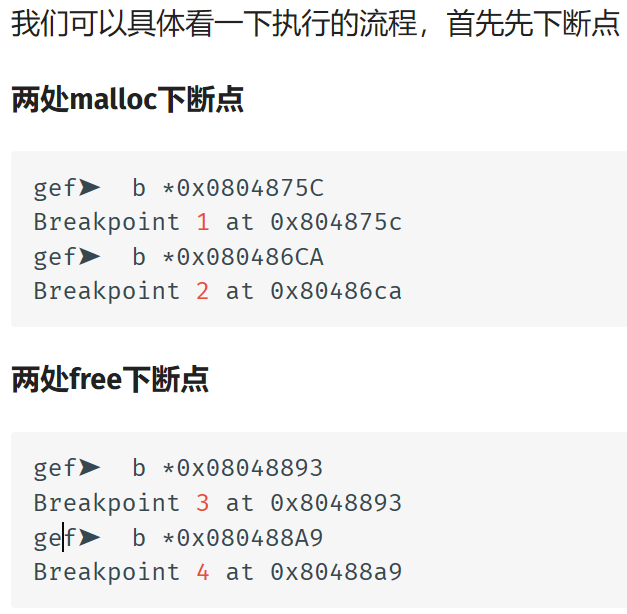 我们可以具体看一下执行的流程，首先先下断点
两处malloc下断点
gef➤  b *0x0804875C
Breakpoint 1 at 0x804875c
gef➤  b *0x080486CA
Breakpoint 2 at 0x80486ca
两处free下断点
gef➤  b *0x08048893
Breakpoint 3 at 0x8048893
gef➤  b *0x080488A9
Breakpoint 4 at 0x80488a9